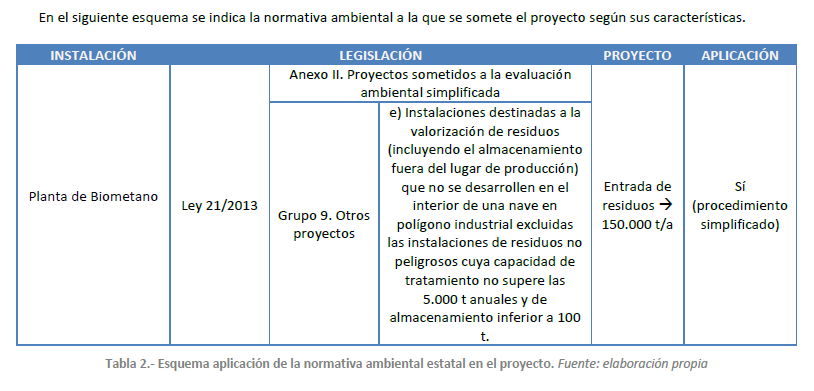 En el siguiente esquema se indica la normativa ambiental a la que se somete el proyecto según sus características.
INSTALACIÓN LEGISLACIÓN PROYECTO APLICACIÓN
Planta de Biometano
Ley 21/2013
Anexo II. Proyectos sometidos a la evaluación
ambiental simplificada
Grupo 9. Otros
proyectos
e) Instalaciones destinadas a la
valorización de residuos
(incluyendo el almacenamiento
fuera del lugar de producción)
que no se desarrollen en el
interior de una nave en
polígono industrial excluidas
las instalaciones de residuos no
peligrosos cuya capacidad de
tratamiento no supere las
5.000 t anuales y de
almacenamiento inferior a 100
t.
Entrada de
residuos →
150.000 t/a
Sí
(procedimiento
simplificado)
Tabla 2.- Esquema aplicación de la normativa ambiental estatal en el proyecto. Fuente: elaboración propia